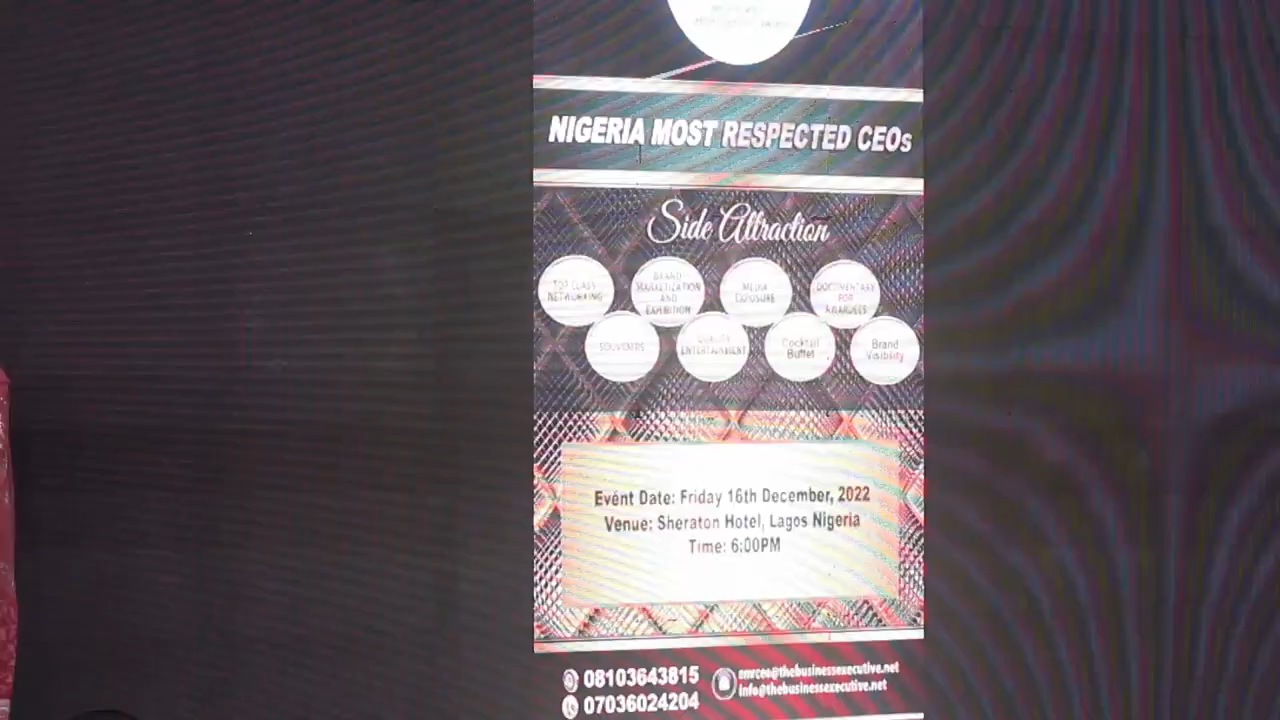 NIGERIA MOST RESPECTED CEOs
Side Attraction
TOP CLASS
NETWORKING
BRAND
MARKETIZATION
AND
EXHIBITION
MEDIA
EXPOSURE
DOCUMENTARY
FOR
AWARDEES
SOUVENIRS
QUALITY
ENTERTAINMENT
Cocktail
Buffet
Brand
Visibility
Event Date: Friday 16th December, 2022
Venue: Sheraton Hotel, Lagos Nigeria
Time: 6:00PM
08103643815
07036024204
nmrceo@thebusinessexecutive.net
Info@thebusinessexecutive.net